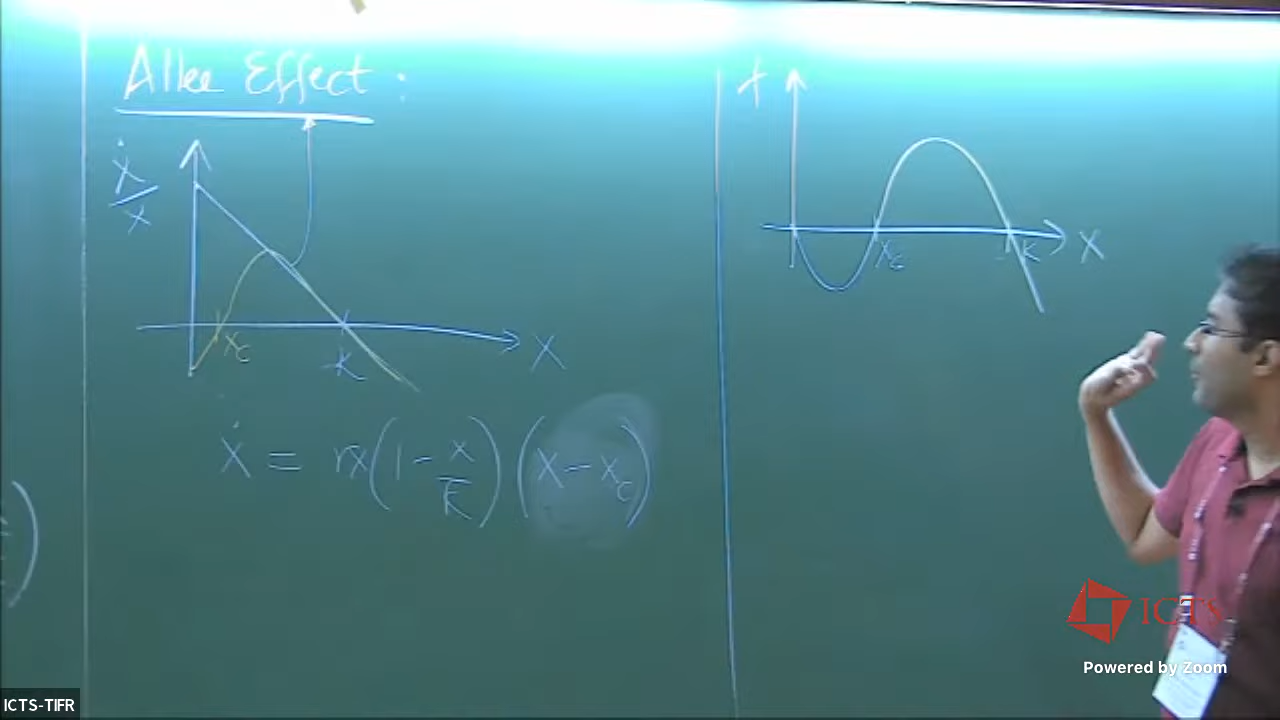 Allee Effect :
ẋ/x
x_c
K
X
ẋ = rx(1 - x/K)(x - x_c)
ẋ
x_c
K
X
ICTS
Powered by Zoom
ICTS-TIFR